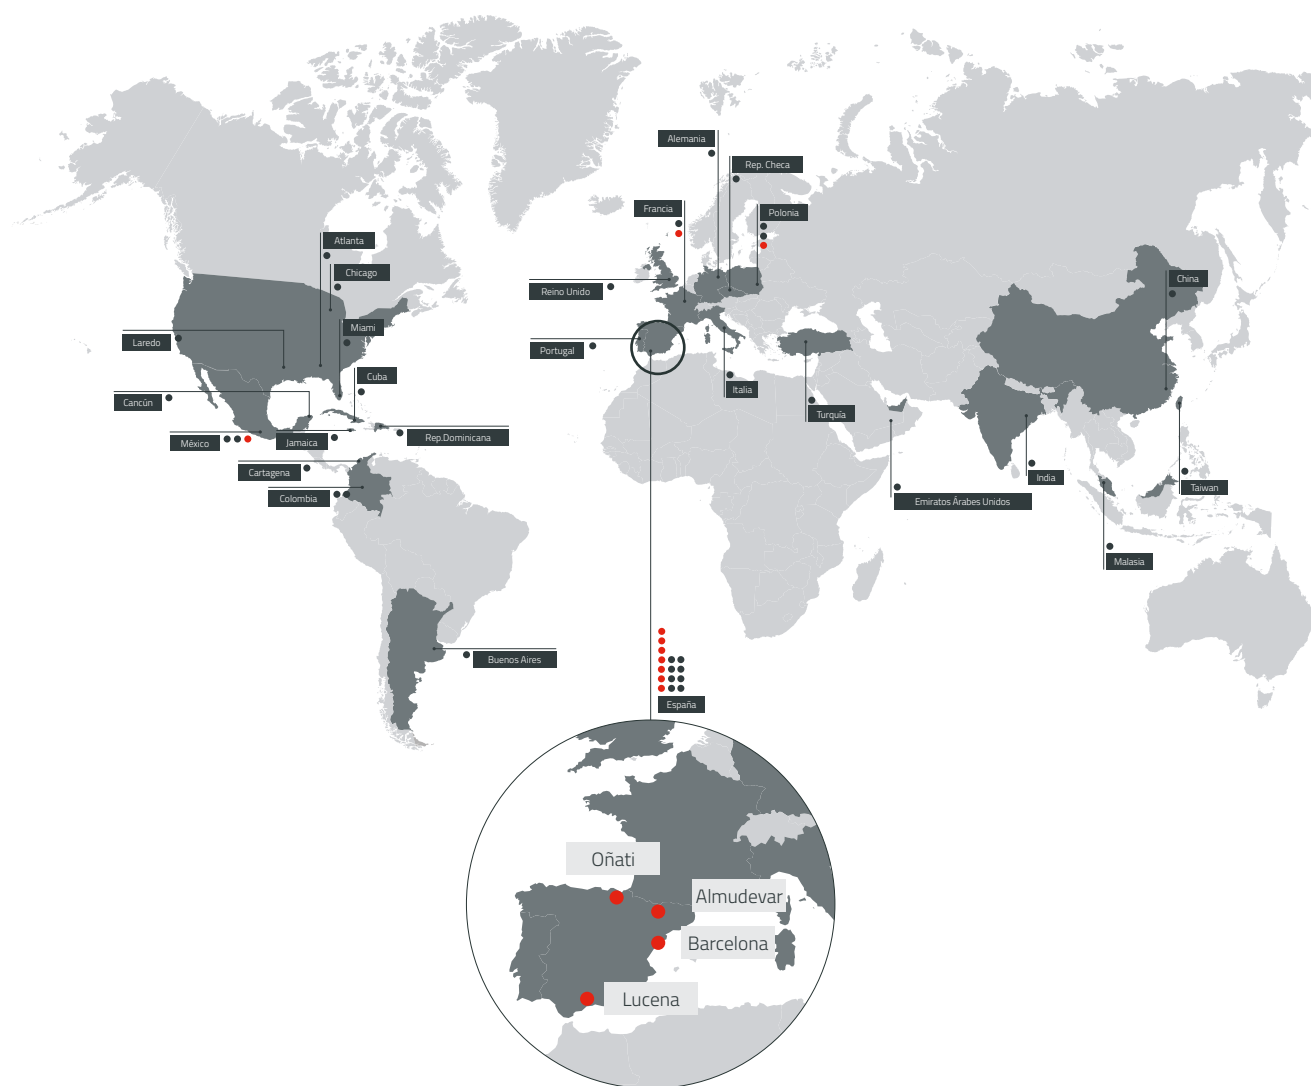 Alemania
Rep. Checa
Francia
Polonia
Atlanta
Chicago
China
Reino Unido
Miami
Laredo
Portugal
Cuba
Italia
Cancún
Turquía
México
Jamaica
Rep.Dominicana
Cartagena
India
Colombia
Taiwan
Emiratos Árabes Unidos
Malasia
Buenos Aires
España
Oñati
Almudevar
Barcelona
Lucena